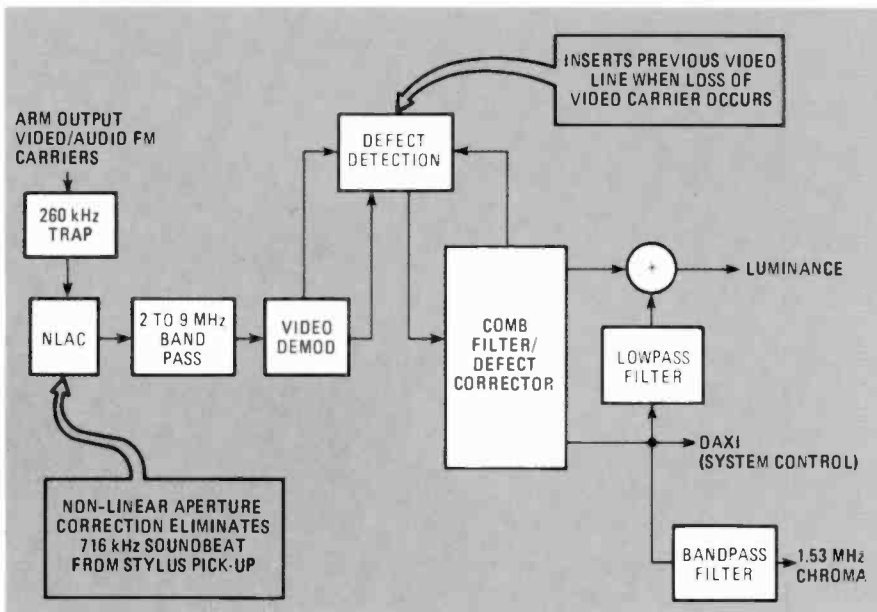 INSERTS PREVIOUS VIDEO
LINE WHEN LOSS OF
VIDEO CARRIER OCCURS
ARM OUTPUT
VIDEO/AUDIO FM
CARRIERS
DEFECT
DETECTION
260 kHz
TRAP
NLAC
2 TO 9 MHz
BAND
PASS
VIDEO
DEMOD
COMB
FILTER/
DEFECT
CORRECTOR
+
LUMINANCE
LOWPASS
FILTER
DAXI
(SYSTEM CONTROL)
NON-LINEAR APERTURE
CORRECTION ELIMINATES
716 kHz SOUNDBEAT
FROM STYLUS PICK-UP
BANDPASS
FILTER
1.53 MHz
CHROMA